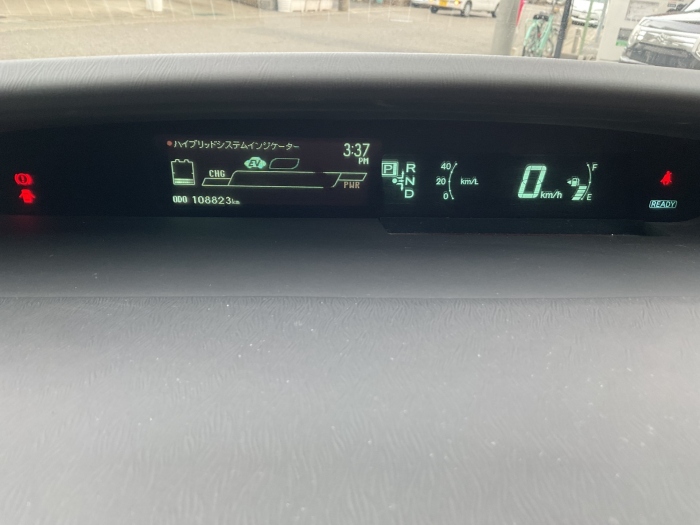 ハイブリッドシステムインジケーター
3:37
PM
EV
CHG
PWR
ODO 108823km
P
R
N
D
40
20
0
km/L
0 km/h
F
E
READY